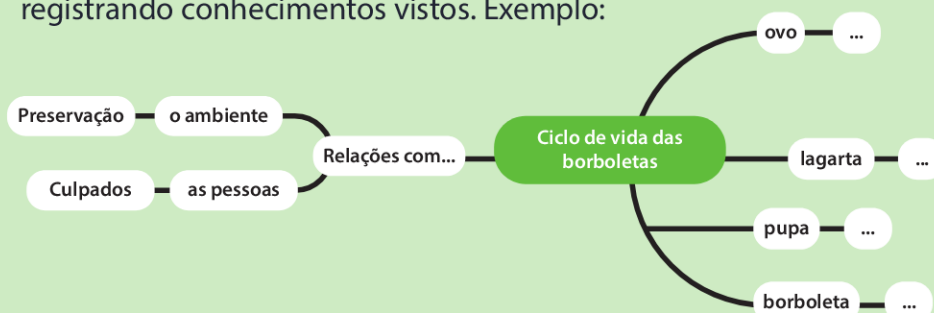 registrando conhecimentos vistos. Exemplo:
ovo
...
Preservação
o ambiente
Relações com...
Culpados
as pessoas
Ciclo de vida das
borboletas
lagarta
...
pupa
...
borboleta
...